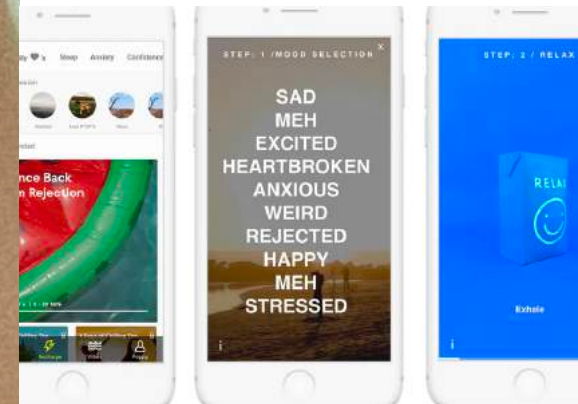 Sleep Anxiety Confidence
nce Back
Rejection
Recharge
STEP: 1 /MOOD SELECTION X
SAD
MEH
EXCITED
HEARTBROKEN
ANXIOUS
WEIRD
REJECTED
HAPPY
MEH
STRESSED
i
STEP: 2 / RELAX
RELAX
Exhale
i